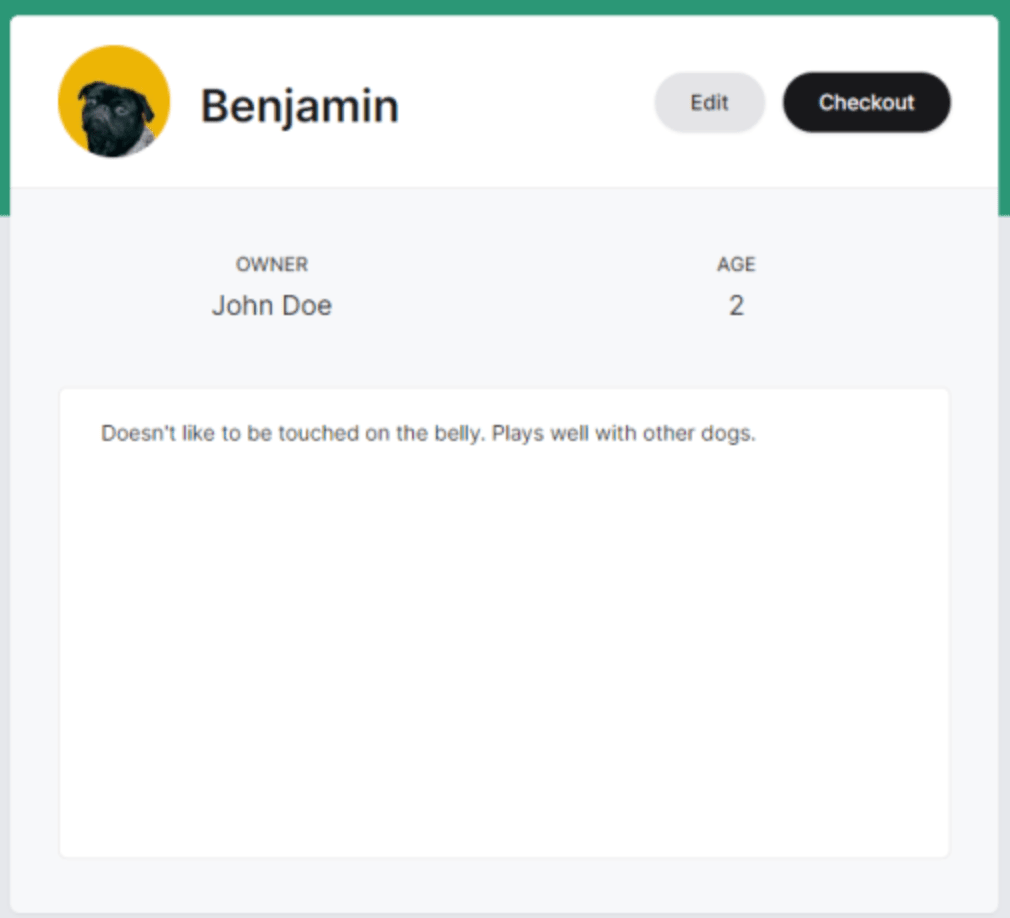 Benjamin
Edit
Checkout
OWNER
AGE
John Doe
2
Doesn't like to be touched on the belly. Plays well with other dogs.